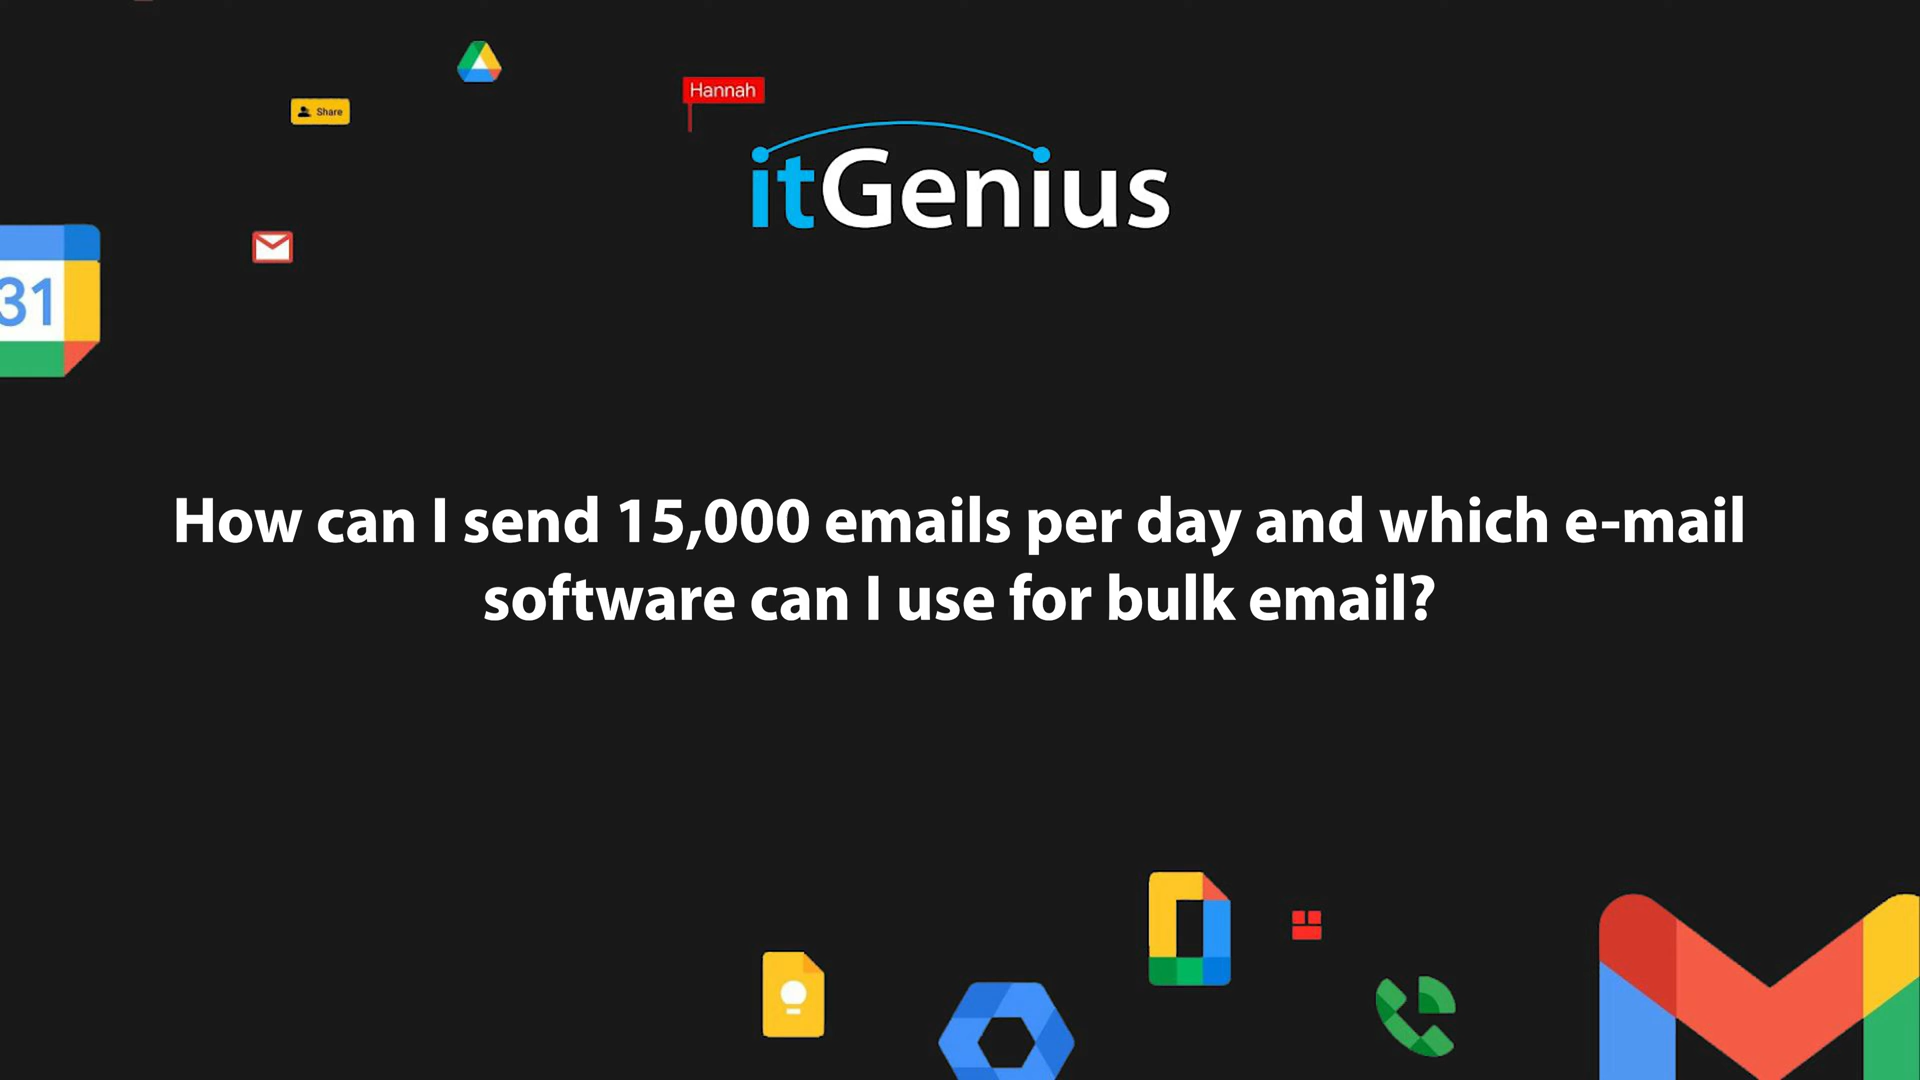 Hannah
Share
itGenius
31
How can I send 15,000 emails per day and which e-mail
software can I use for bulk email?